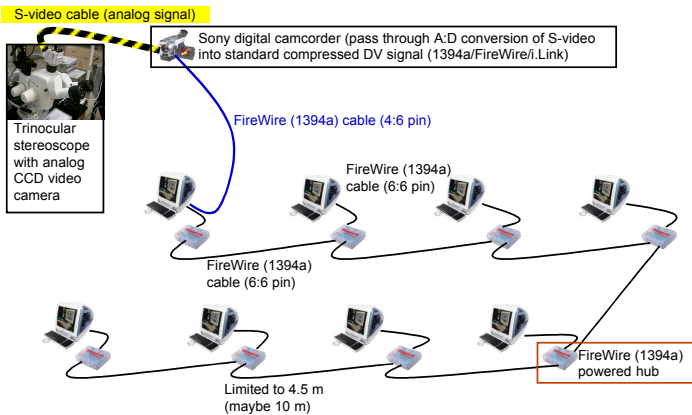 S-video cable (analog signal)
Sony digital camcorder (pass through A:D conversion of S-video
into standard compressed DV signal (1394a/FireWire/i.Link)
Trinocular
stereoscope
with analog
CCD video
camera
FireWire (1394a) cable (4:6 pin)
FireWire (1394a)
cable (6:6 pin)
FireWire (1394a)
cable (6:6 pin)
FireWire (1394a)
powered hub
Limited to 4.5 m
(maybe 10 m)